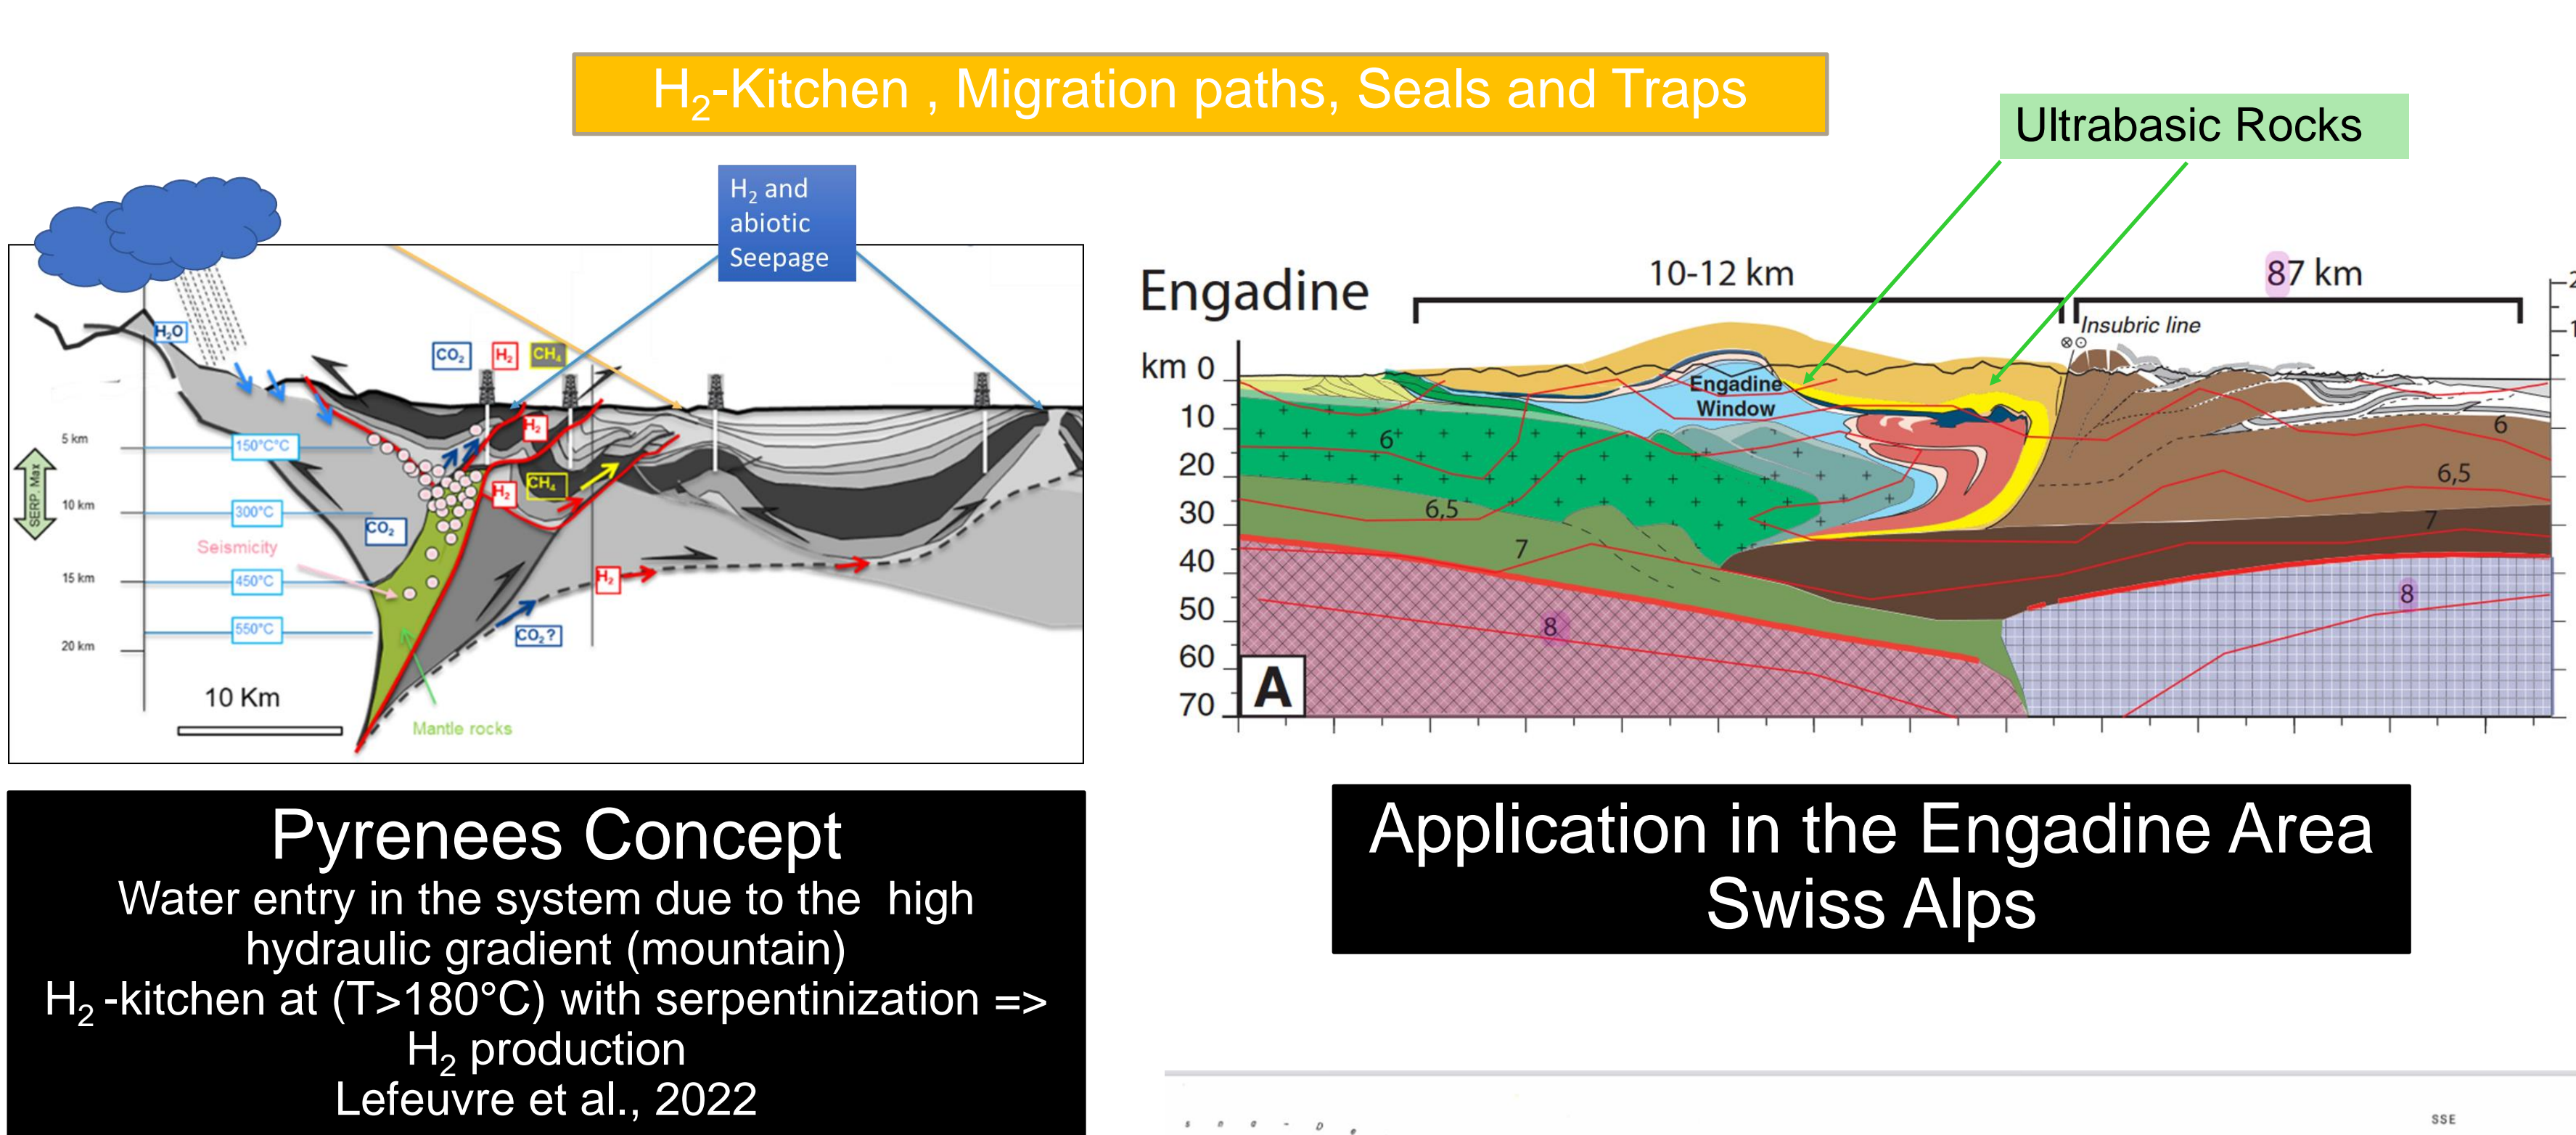 H₂-Kitchen , Migration paths, Seals and Traps
Ultrabasic Rocks
H₂ and
abiotic
Seepage
H₂O
CO₂
H₂
CH₄
5 km
10 km
15 km
20 km
SERP. Max
150°C°C
300°C
450°C
550°C
Seismicity
CO₂
H₂
H₂
CH₄
H₂
CO₂?
10 Km
Mantle rocks
Engadine
10-12 km
87 km
Insubric line
km 0
10
20
30
40
50
60
70
Engadine
Window
6
6,5
7
8
6
6,5
7
8
A
2
1
Pyrenees Concept
Water entry in the system due to the high
hydraulic gradient (mountain)
H₂ -kitchen at (T>180°C) with serpentinization =>
H₂ production
Lefeuvre et al., 2022
Application in the Engadine Area
Swiss Alps
SSE